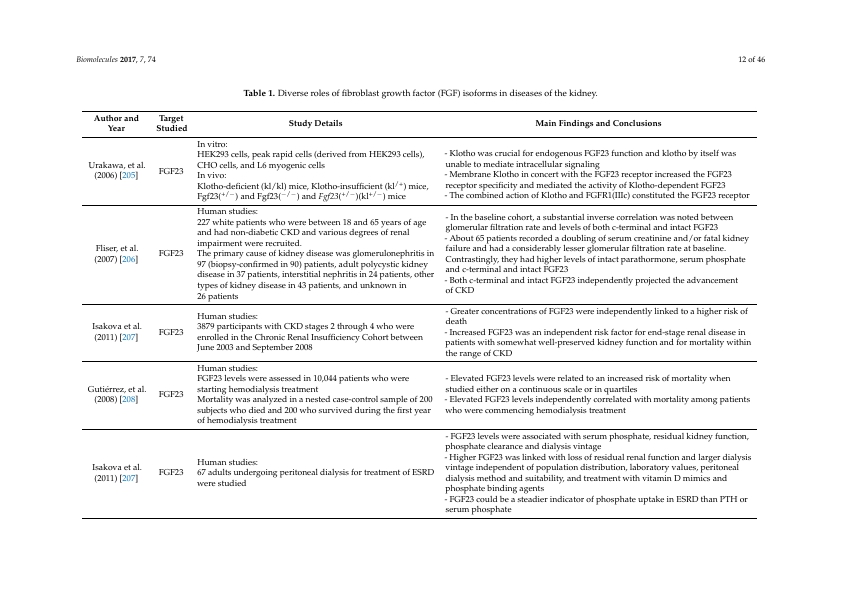 Biomolecules 2017, 7, 74
12 of 46
Table 1. Diverse roles of fibroblast growth factor (FGF) isoforms in diseases of the kidney.
Author and
Year
Target
Studied
Study Details
Main Findings and Conclusions
Urakawa, et al.
(2006) [205]
FGF23
In vitro:
HEK293 cells, peak rapid cells (derived from HEK293 cells),
CHO cells, and L6 myogenic cells
In vivo:
Klotho-deficient (kl/kl) mice, Klotho-insufficient (kl/+) mice,
Fgf23(+/−) and Fgf23(−/−) and Fgf23(+/−)(kl+/−) mice
- Klotho was crucial for endogenous FGF23 function and klotho by itself was
unable to mediate intracellular signaling
- Membrane Klotho in concert with the FGF23 receptor increased the FGF23
receptor specificity and mediated the activity of Klotho-dependent FGF23
- The combined action of Klotho and FGFR1(IIIc) constituted the FGF23 receptor
Fliser, et al.
(2007) [206]
FGF23
Human studies:
227 white patients who were between 18 and 65 years of age
and had non-diabetic CKD and various degrees of renal
impairment were recruited.
The primary cause of kidney disease was glomerulonephritis in
97 (biopsy-confirmed in 90) patients, adult polycystic kidney
disease in 37 patients, interstitial nephritis in 24 patients, other
types of kidney disease in 43 patients, and unknown in
26 patients
- In the baseline cohort, a substantial inverse correlation was noted between
glomerular filtration rate and levels of both c-terminal and intact FGF23
- About 65 patients recorded a doubling of serum creatinine and/or fatal kidney
failure and had a considerably lesser glomerular filtration rate at baseline.
Contrastingly, they had higher levels of intact parathormone, serum phosphate
and c-terminal and intact FGF23
- Both c-terminal and intact FGF23 independently projected the advancement
of CKD
Isakova et al.
(2011) [207]
FGF23
Human studies:
3879 participants with CKD stages 2 through 4 who were
enrolled in the Chronic Renal Insufficiency Cohort between
June 2003 and September 2008
- Greater concentrations of FGF23 were independently linked to a higher risk of
death
- Increased FGF23 was an independent risk factor for end-stage renal disease in
patients with somewhat well-preserved kidney function and for mortality within
the range of CKD
Gutiérrez, et al.
(2008) [208]
FGF23
Human studies:
FGF23 levels were assessed in 10,044 patients who were
starting hemodialysis treatment
Mortality was analyzed in a nested case-control sample of 200
subjects who died and 200 who survived during the first year
of hemodialysis treatment
- Elevated FGF23 levels were related to an increased risk of mortality when
studied either on a continuous scale or in quartiles
- Elevated FGF23 levels independently correlated with mortality among patients
who were commencing hemodialysis treatment
Isakova et al.
(2011) [207]
FGF23
Human studies:
67 adults undergoing peritoneal dialysis for treatment of ESRD
were studied
- FGF23 levels were associated with serum phosphate, residual kidney function,
phosphate clearance and dialysis vintage
- Higher FGF23 was linked with loss of residual renal function and larger dialysis
vintage independent of population distribution, laboratory values, peritoneal
dialysis method and suitability, and treatment with vitamin D mimics and
phosphate binding agents
- FGF23 could be a steadier indicator of phosphate uptake in ESRD than PTH or
serum phosphate